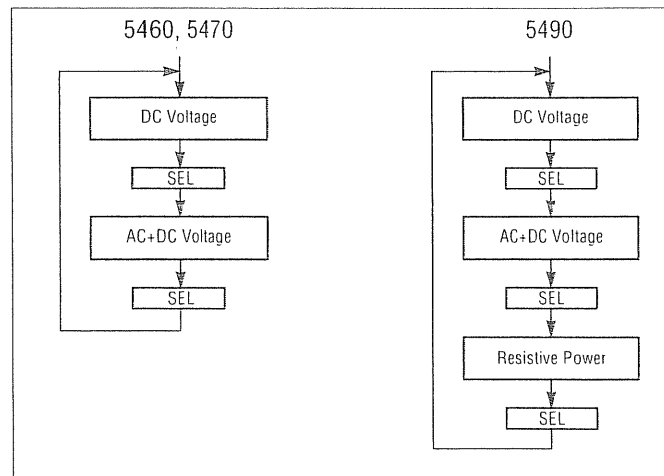 5460, 5470
DC Voltage
SEL
AC+DC Voltage
SEL
5490
DC Voltage
SEL
AC+DC Voltage
SEL
Resistive Power
SEL